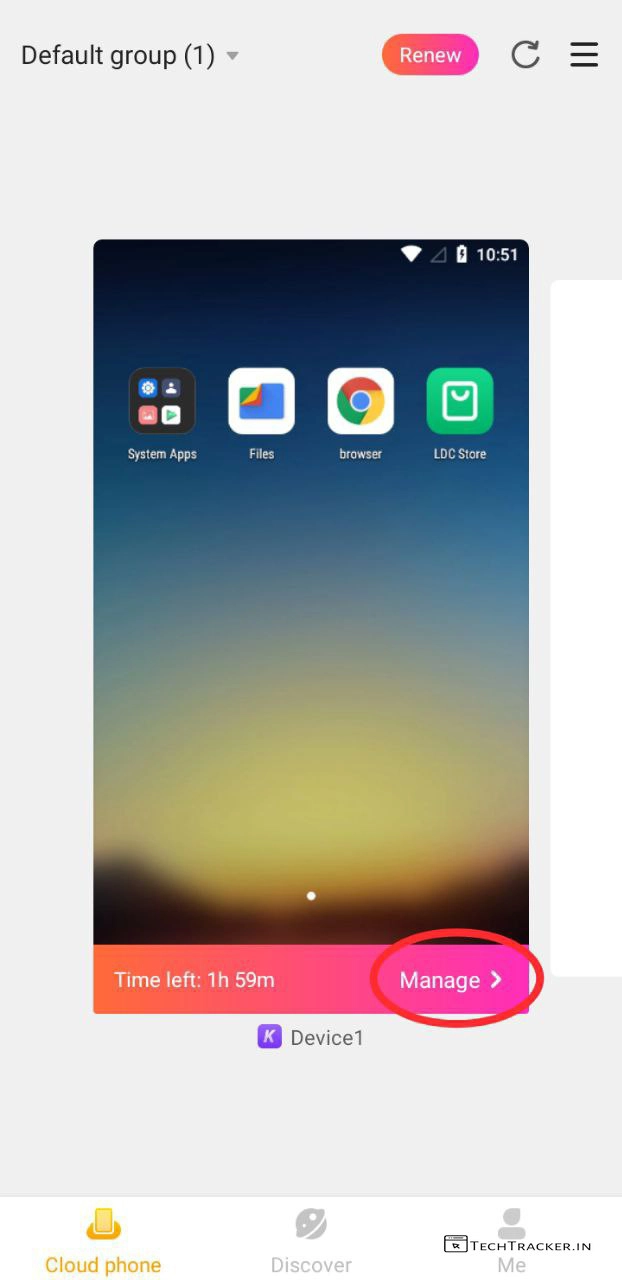 Default group (1)
Renew
10:51
System Apps
Files
browser
LDC Store
Time left: 1h 59m
Manage
K Device1
Cloud phone
Discover
Me
TECHTRACKER.IN